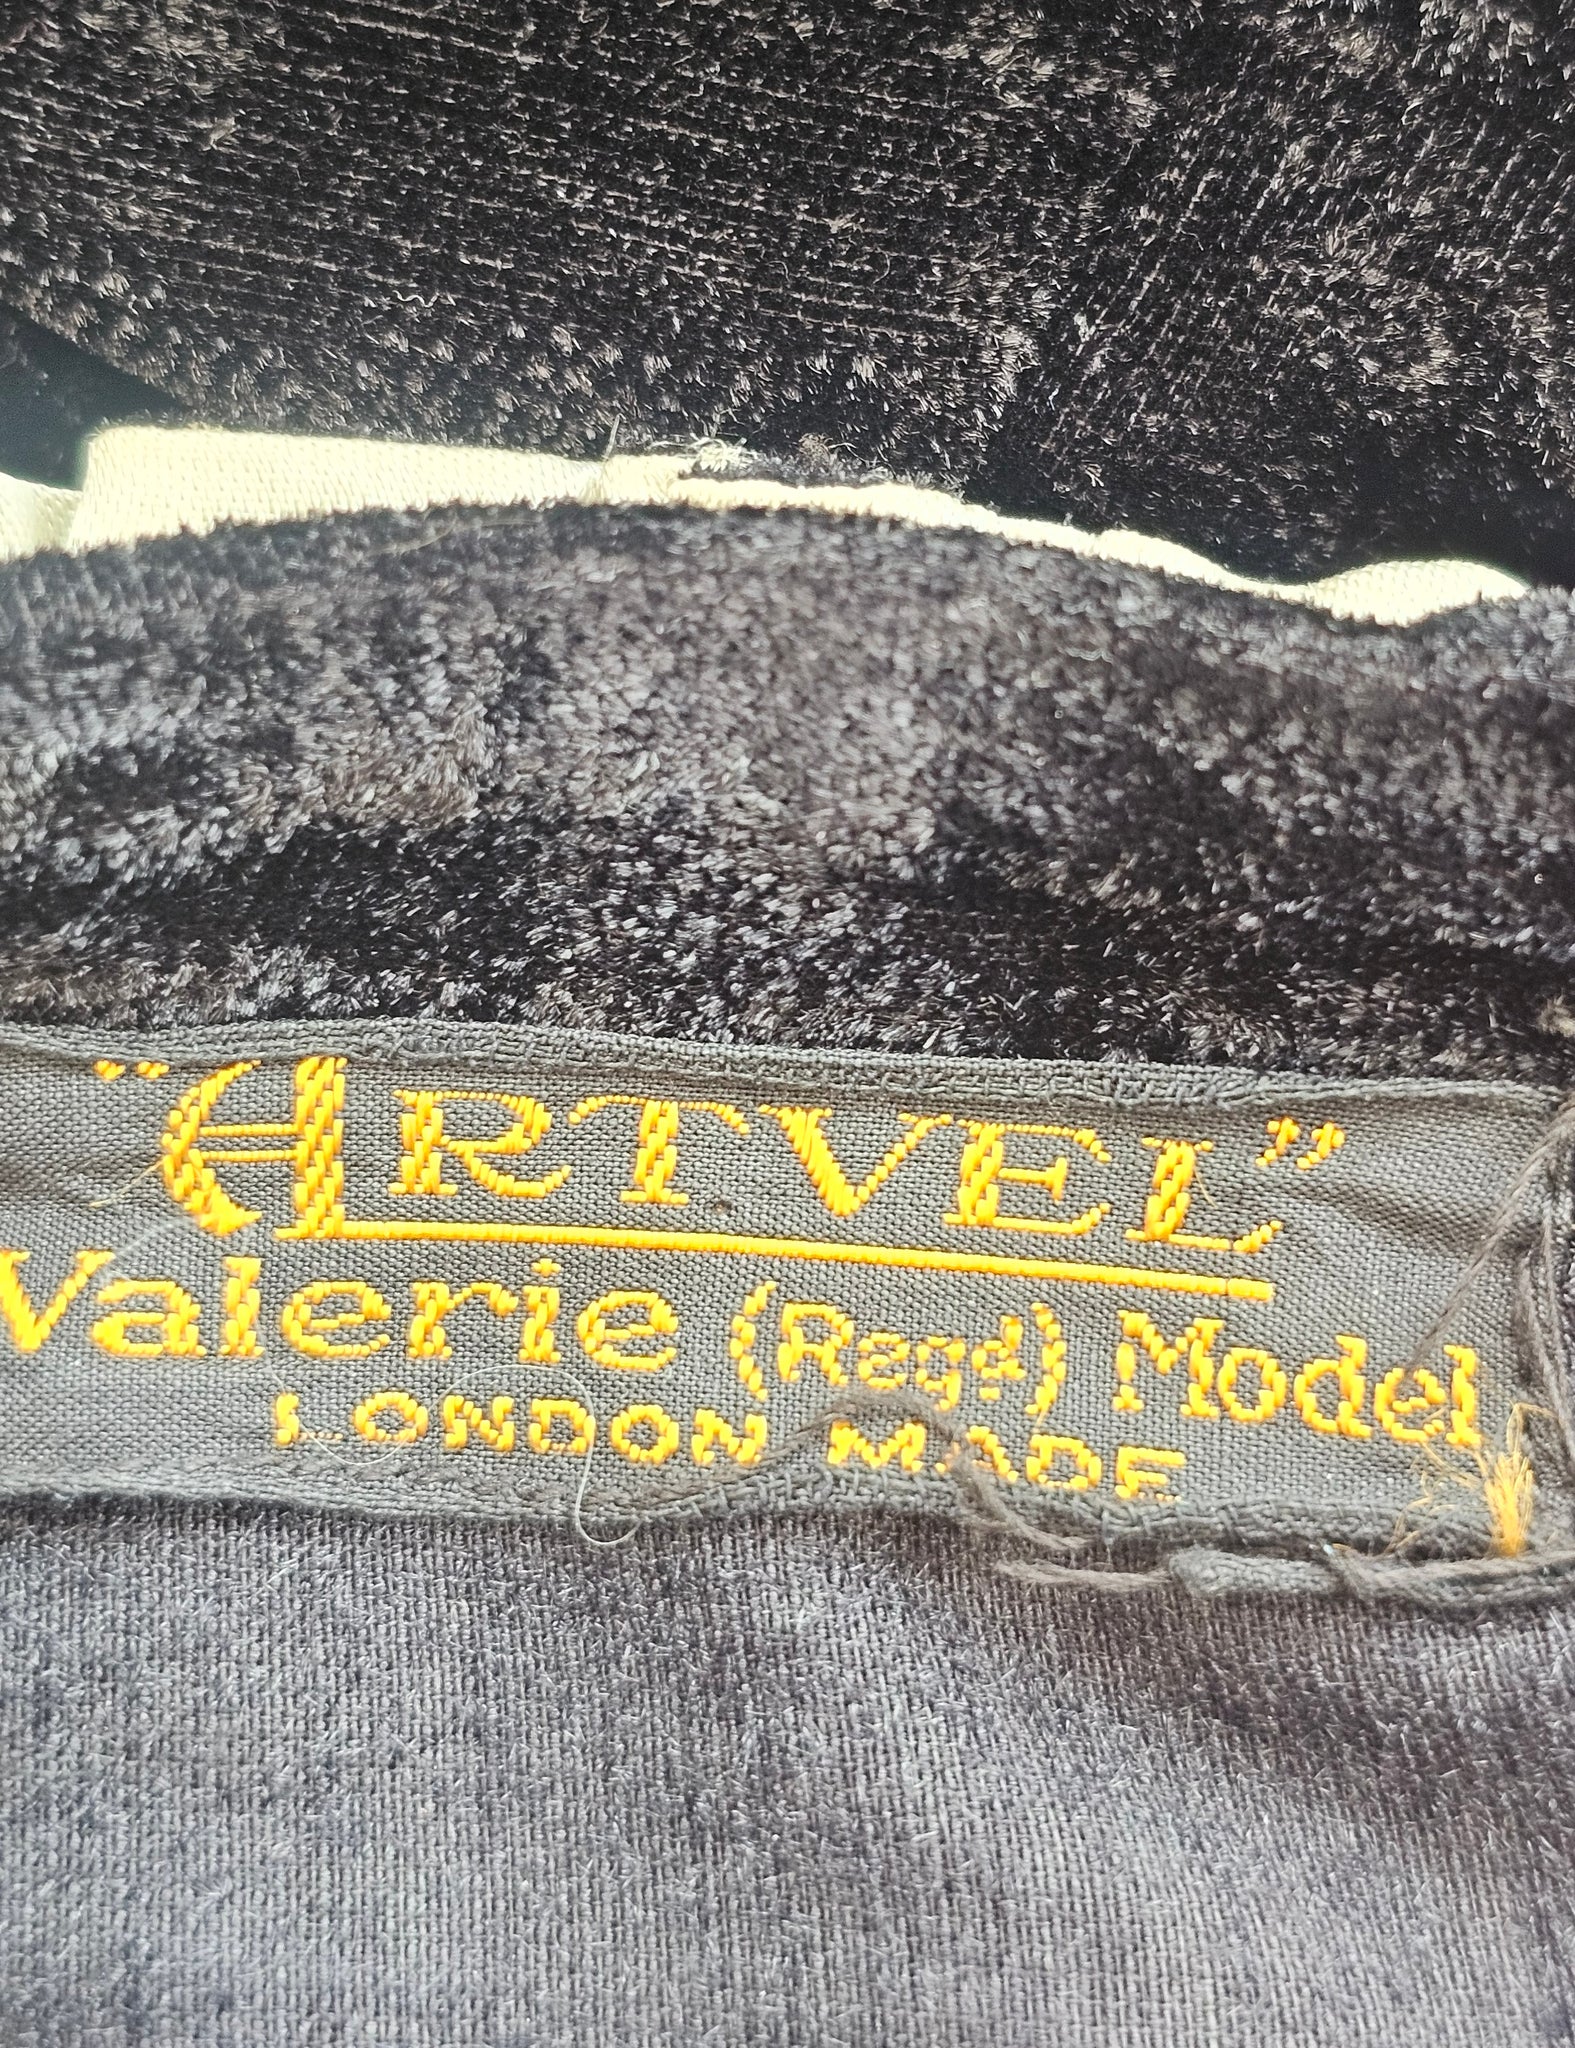 "ARTVEL"
Valerie (Regd) Model
LONDON MADE